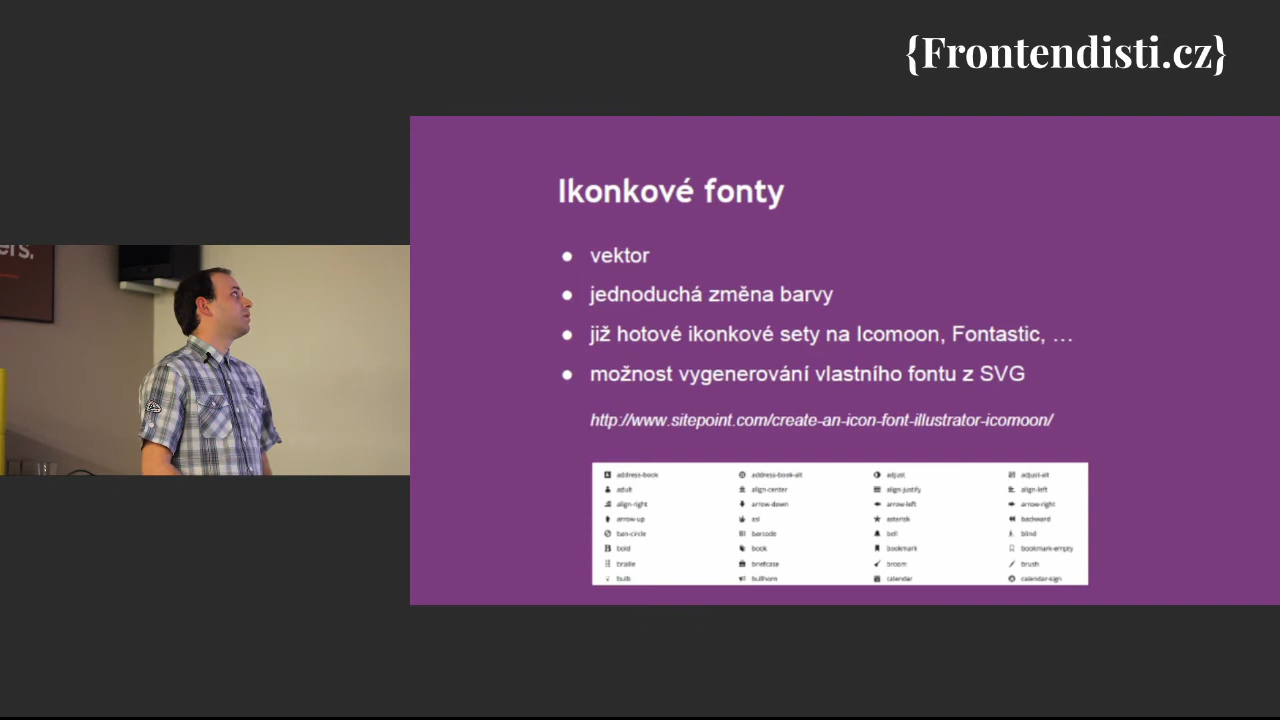 {Frontendisti.cz}
ers.
Ikonkové fonty
● vektor
● jednoduchá změna barvy
● již hotové ikonkové sety na Icomoon, Fontastic, …
● možnost vygenerování vlastního fontu z SVG
http://www.sitepoint.com/create-an-icon-font-illustrator-icomoon/
address-book address-book-alt adjust adjust-alt
adult align-center align-justify align-left
align-right arrow-down arrow-left arrow-right
arrow-up asl asterisk backward
ban-circle barcode bell blind
bold book bookmark bookmark-empty
braille briefcase broom brush
bulb bullhorn calendar calendar-sign